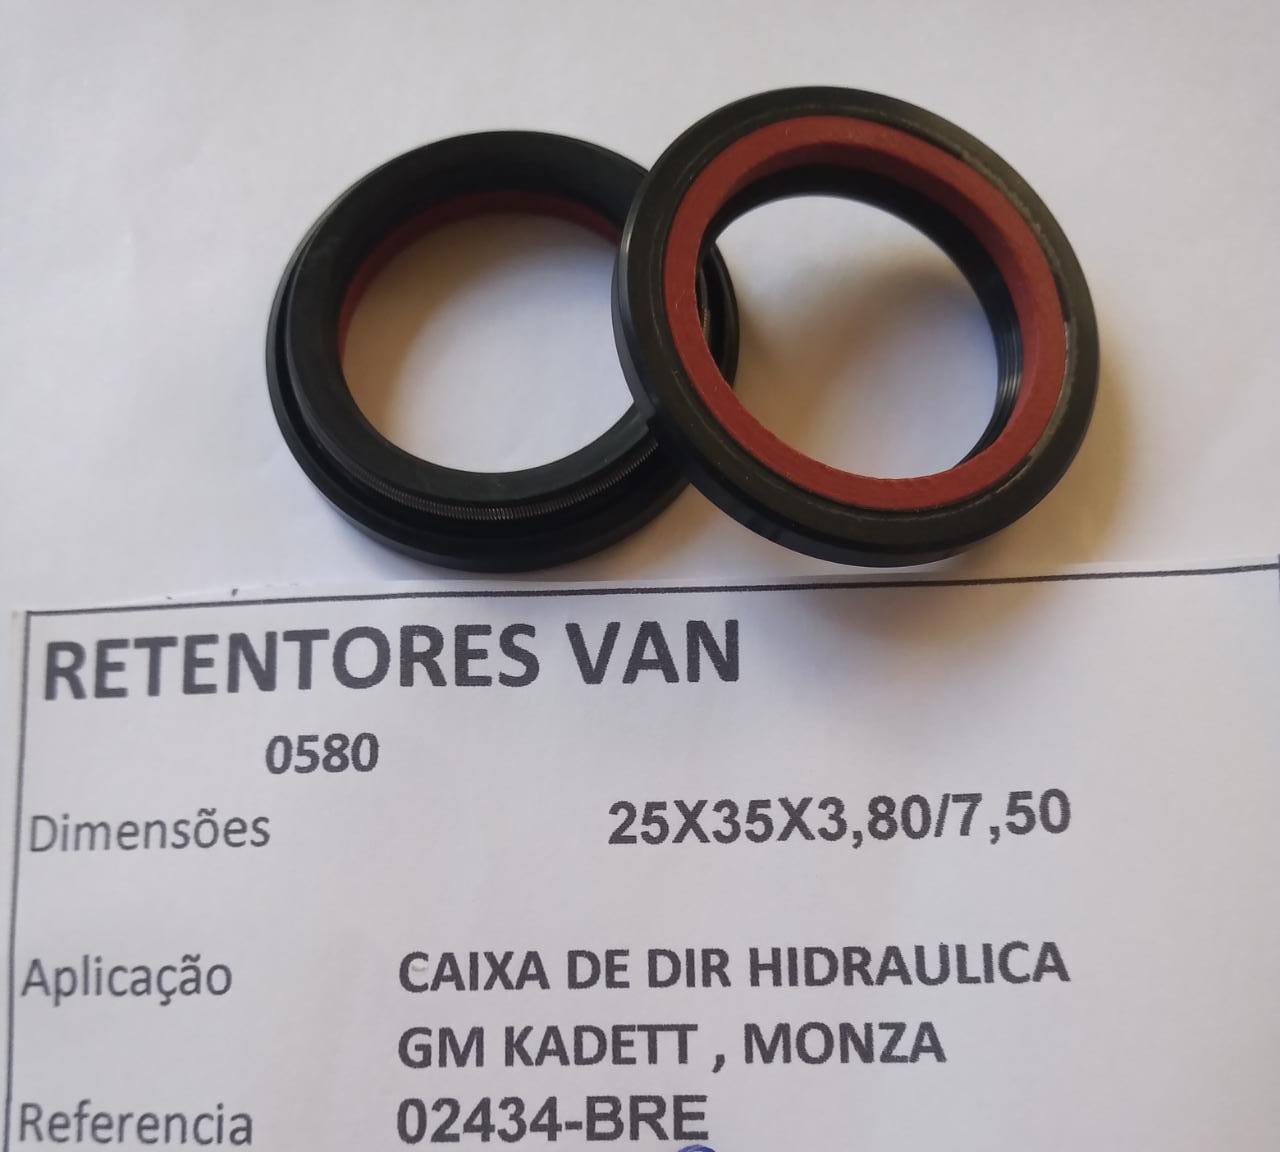 RETENTORES VAN
0580
Dimensões 25X35X3,80/7,50
Aplicação CAIXA DE DIR HIDRAULICA
GM KADETT , MONZA
Referencia 02434-BRE